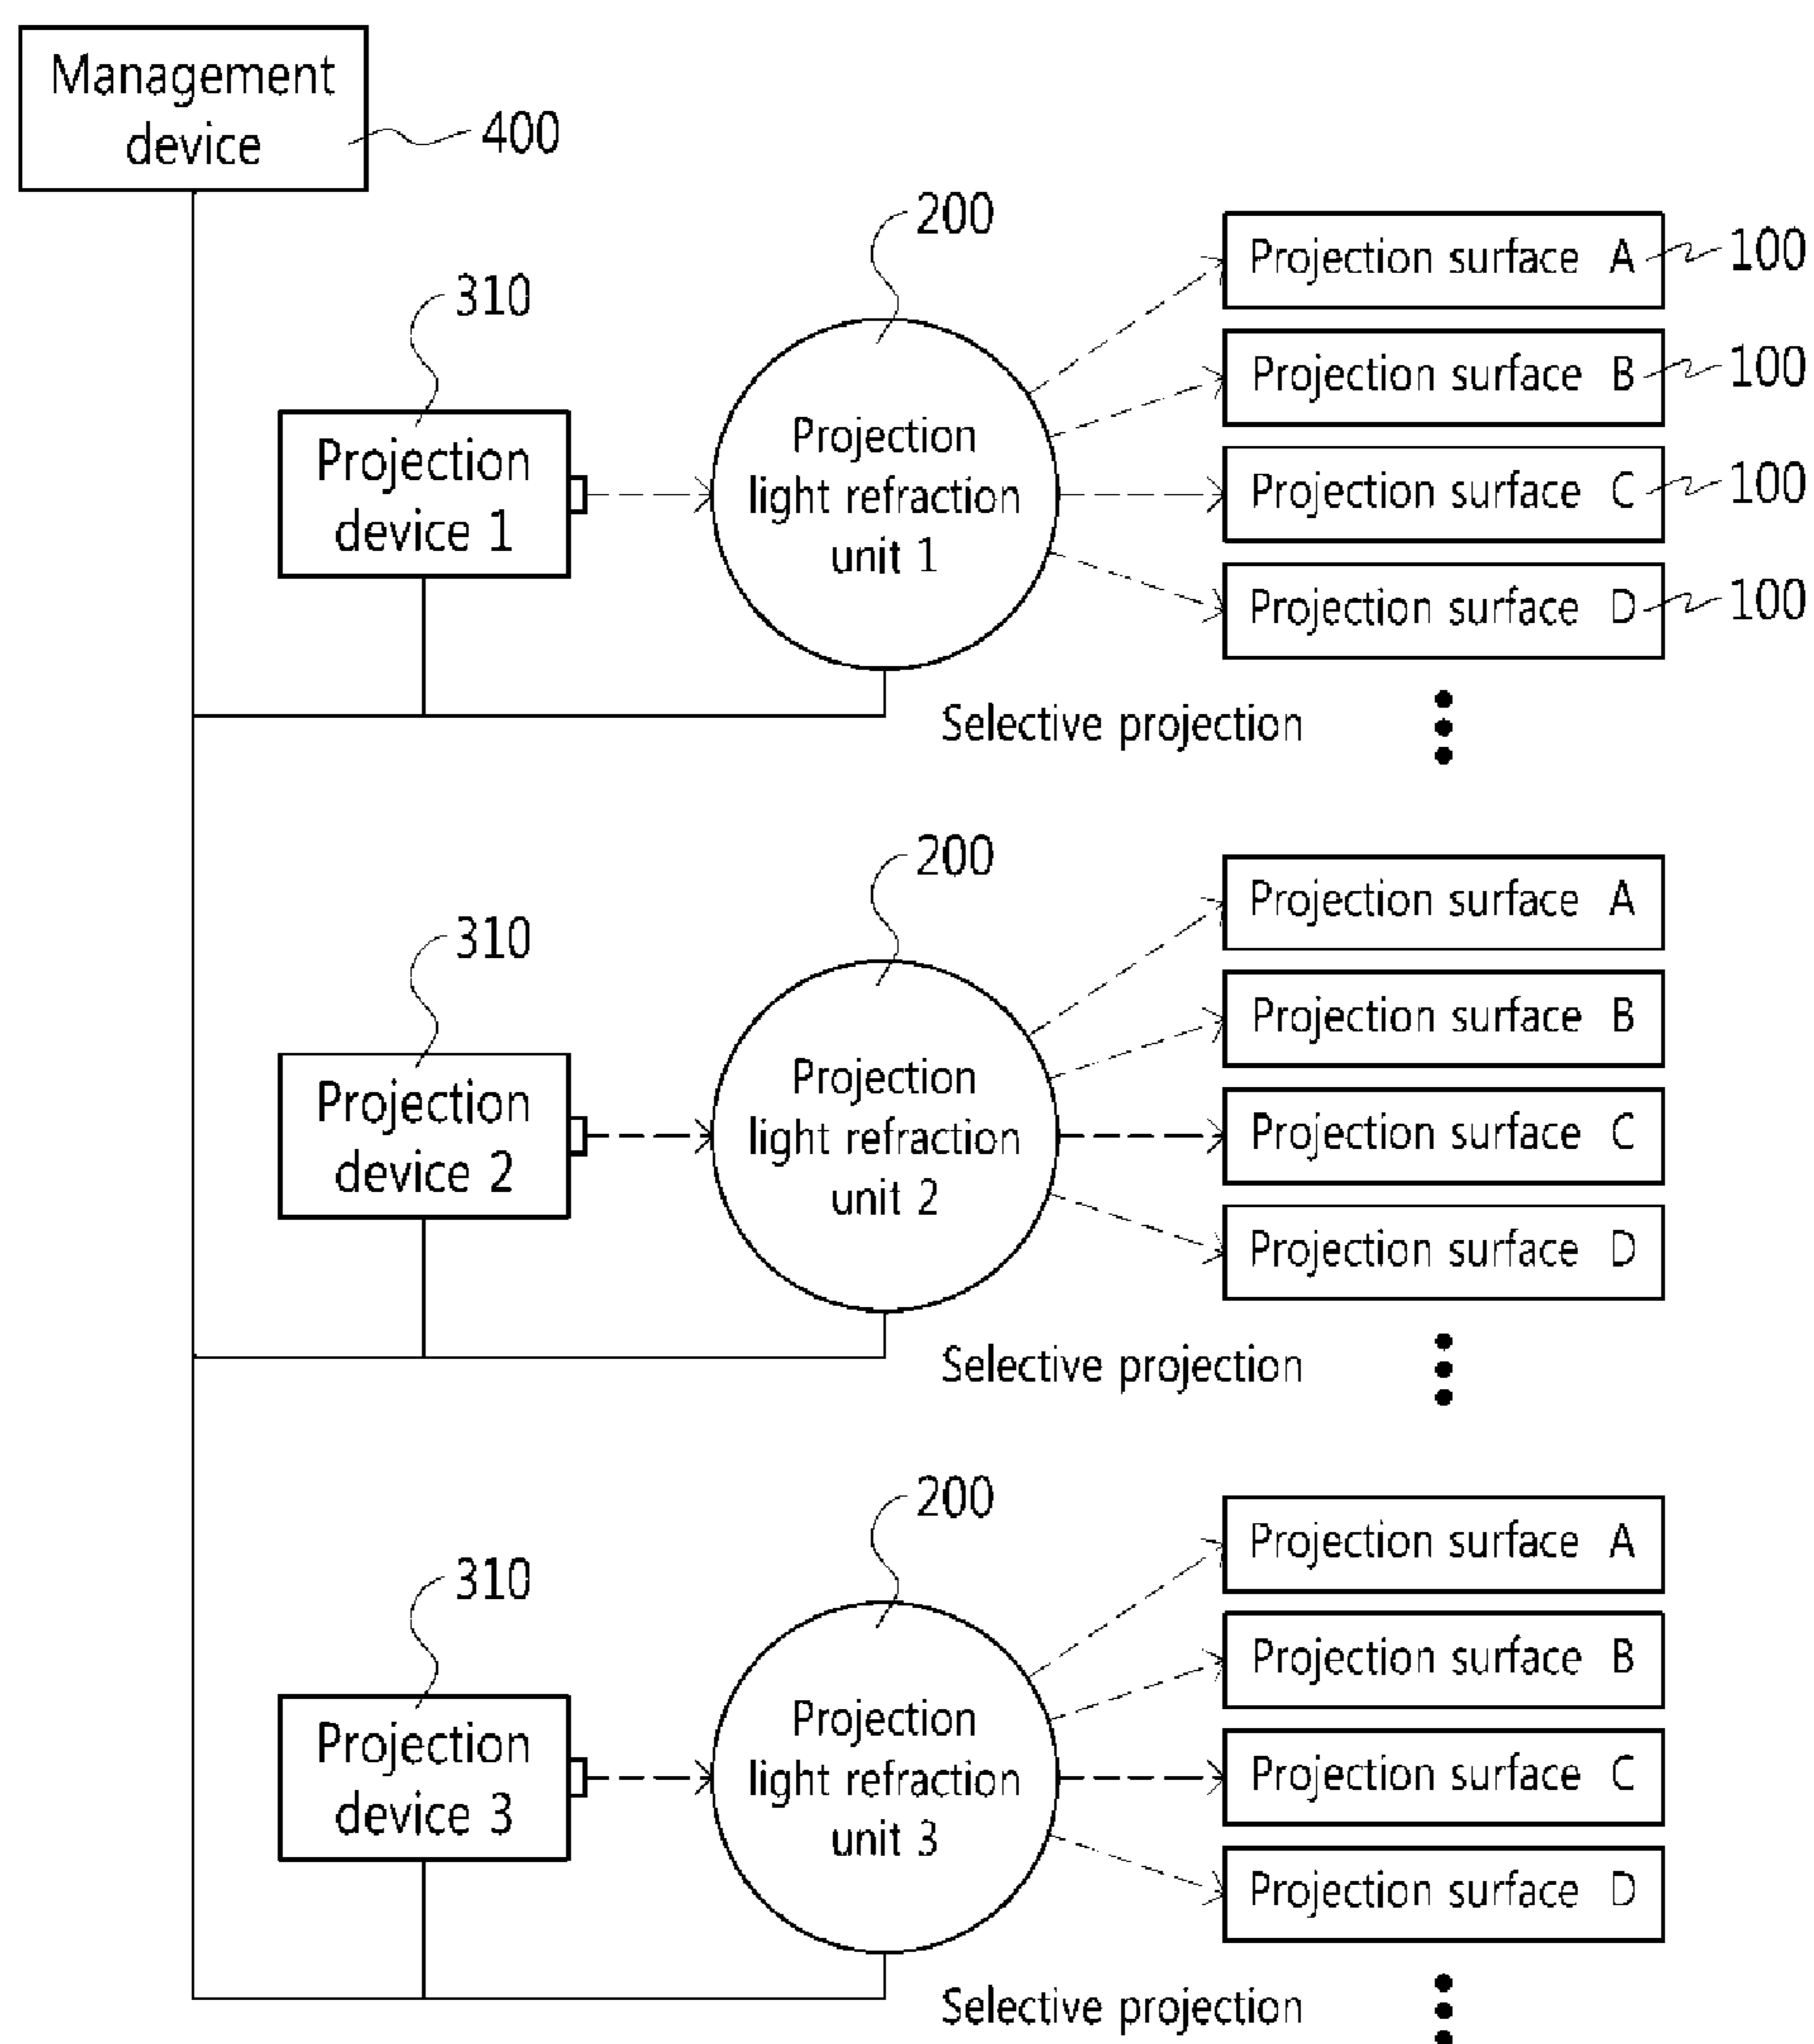 Management
device
400
200
310
Projection surface A
100
Projection surface B
100
Projection
device 1
Projection
light refraction
unit 1
Projection surface C
100
Projection surface D
100
Selective projection
200
310
Projection surface A
Projection surface B
Projection
device 2
Projection
light refraction
unit 2
Projection surface C
Projection surface D
Selective projection
200
310
Projection surface A
Projection surface B
Projection
device 3
Projection
light refraction
unit 3
Projection surface C
Projection surface D
Selective projection